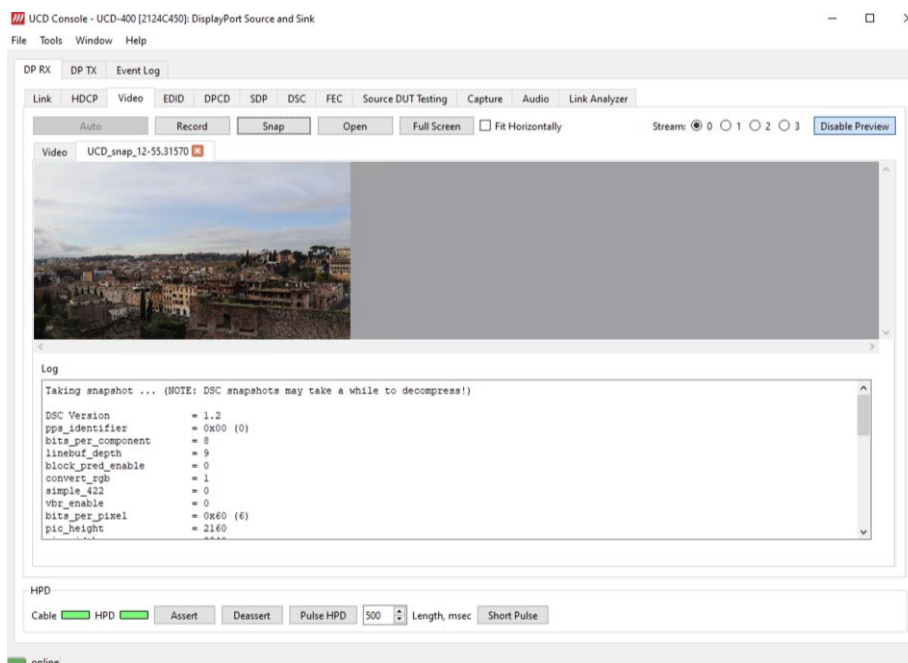 UCD Console - UCD-400 [2124C450]: DisplayPort Source and Sink
File Tools Window Help
DP RX DP TX Event Log
Link HDCP Video EDID DPCD SDP DSC FEC Source DUT Testing Capture Audio Link Analyzer
Auto Record Snap Open Full Screen Fit Horizontally Stream: 0 1 2 3 Disable Preview
Video UCD_snap_12-55.31570
Log
Taking snapshot ... (NOTE: DSC snapshots may take a while to decompress!)
DSC Version = 1.2
pps_identifier = 0x00 (0)
bits_per_component = 8
linebuf_depth = 9
block_pred_enable = 0
convert_rgb = 1
simple_422 = 0
vbr_enable = 0
bits_per_pixel = 0x60 (6)
pic_height = 2160
HPD
Cable HPD Assert Deassert Pulse HPD 500 Length, msec Short Pulse
online